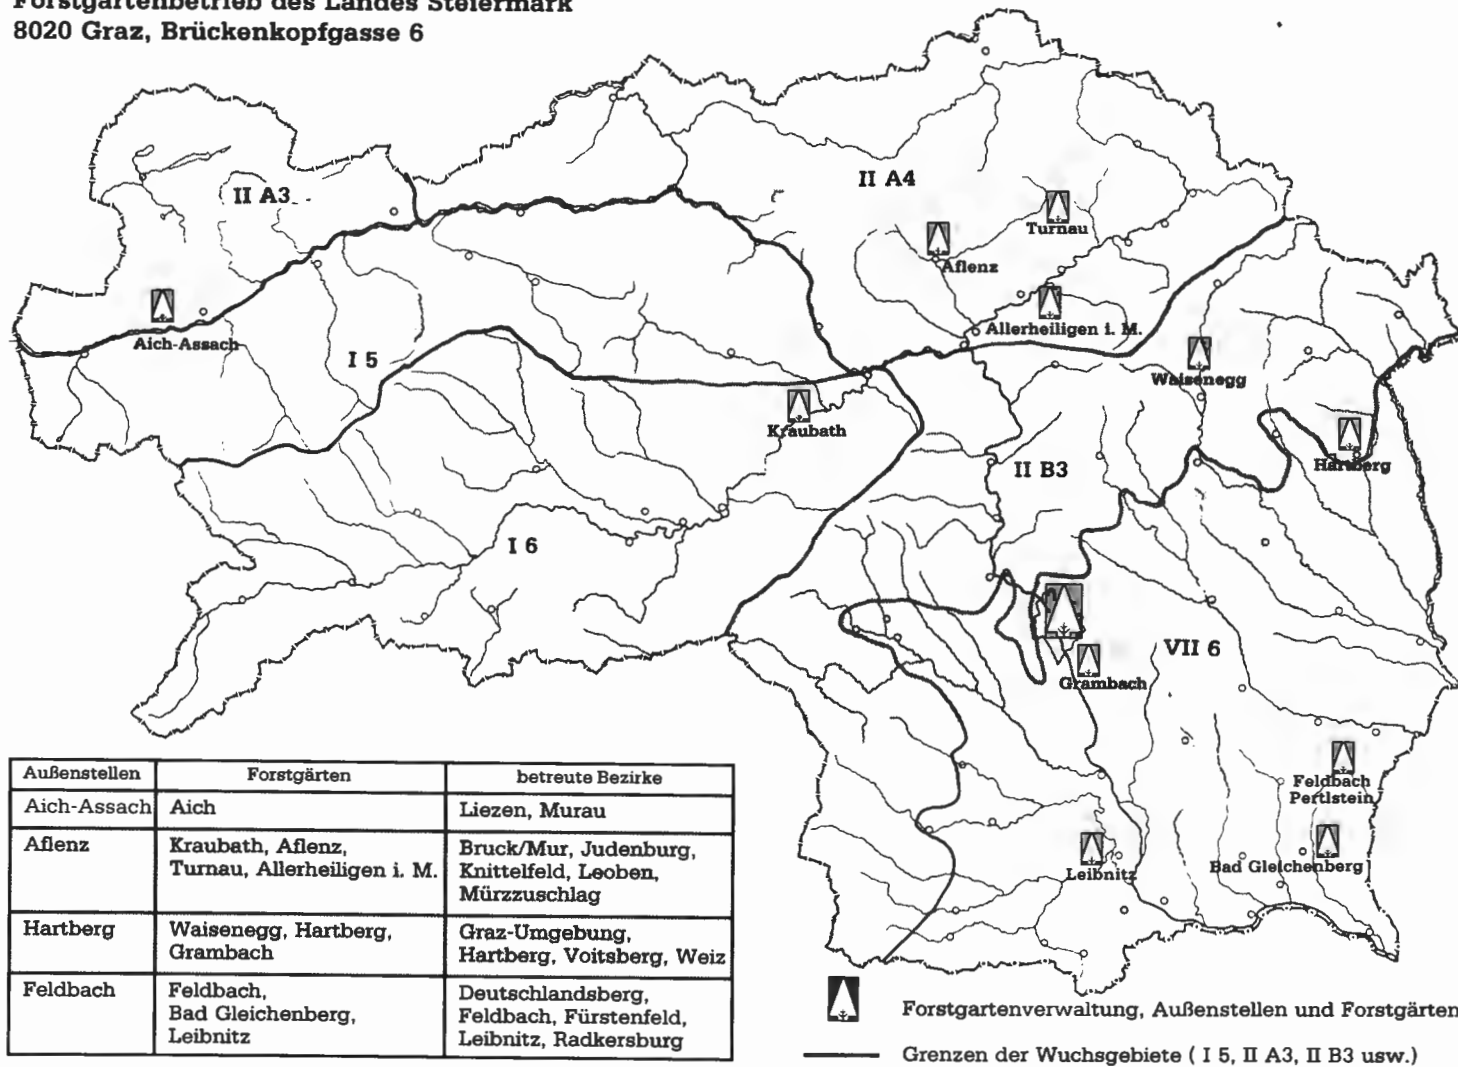 Forstgartenbetrieb des Landes Steiermark
8020 Graz, Brückenkopfgasse 6
II A3
II A4
Turnau
Aflenz
Allerheiligen i. M.
Aich-Assach
I 5
Waisenegg
Kraubath
Hartberg
II B3
I 6
VII 6
Grambach
Feldbach
Pertlstein
Bad Gleichenberg
Leibnitz
Außenstellen Forstgärten betreute Bezirke
Aich-Assach Aich Liezen, Murau
Aflenz Kraubath, Aflenz, Bruck/Mur, Judenburg,
Turnau, Allerheiligen i. M. Knittelfeld, Leoben,
Mürzzuschlag
Hartberg Waisenegg, Hartberg, Graz-Umgebung,
Grambach Hartberg, Voitsberg, Weiz
Feldbach Feldbach, Deutschlandsberg,
Bad Gleichenberg, Feldbach, Fürstenfeld,
Leibnitz Leibnitz, Radkersburg
Forstgartenverwaltung, Außenstellen und Forstgärten
Grenzen der Wuchsgebiete ( I 5, II A3, II B3 usw.)